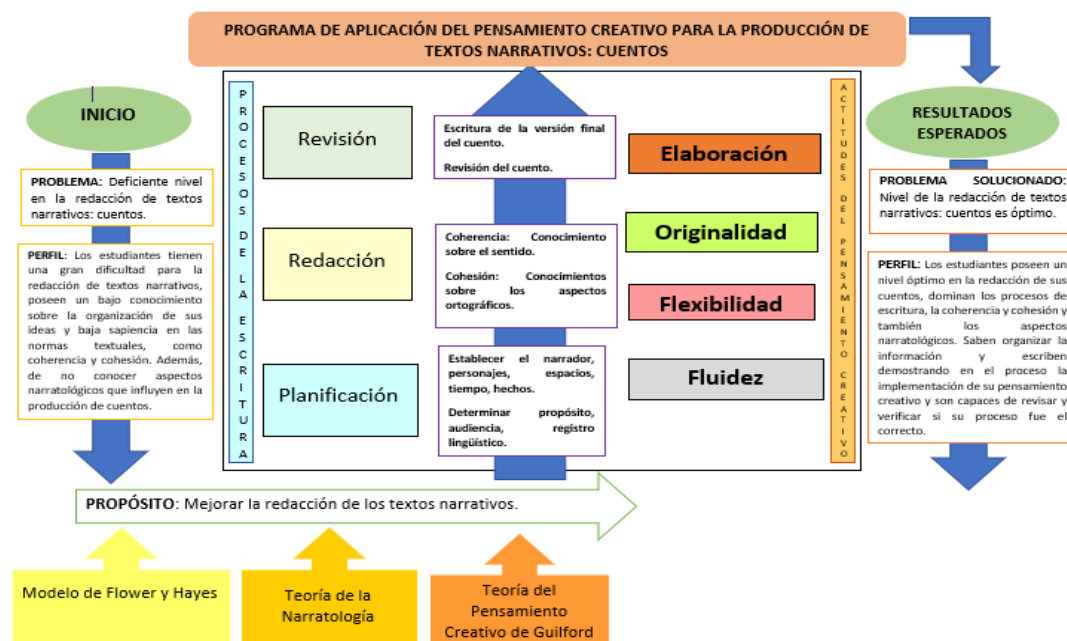 PROGRAMA DE APLICACIÓN DEL PENSAMIENTO CREATIVO PARA LA PRODUCCIÓN DE
TEXTOS NARRATIVOS: CUENTOS
INICIO
PROBLEMA: Deficiente nivel
en la redacción de textos
narrativos: cuentos.
PERFIL: Los estudiantes tienen
una gran dificultad para la
redacción de textos narrativos,
poseen un bajo conocimiento
sobre la organización de sus
ideas y baja sapiencia en las
normas textuales, como
coherencia y cohesión. Además,
de no conocer aspectos
narratológicos que influyen en la
producción de cuentos.
PROCESOS DE LA ESCRITURA
Revisión
Redacción
Planificación
Escritura de la versión final
del cuento.
Revisión del cuento.
Coherencia: Conocimiento
sobre el sentido.
Cohesión: Conocimientos
sobre los aspectos
ortográficos.
Establecer el narrador,
personajes, espacios,
tiempo, hechos.
Determinar propósito,
audiencia, registro
lingüístico.
Elaboración
Originalidad
Flexibilidad
Fluidez
ACTITUDES DEL PENSAMIENTO CREATIVO
RESULTADOS
ESPERADOS
PROBLEMA SOLUCIONADO:
Nivel de la redacción de textos
narrativos: cuentos es óptimo.
PERFIL: Los estudiantes poseen un
nivel óptimo en la redacción de sus
cuentos, dominan los procesos de
escritura, la coherencia y cohesión y
también los aspectos
narratológicos. Saben organizar la
información y escriben
demostrando en el proceso la
implementación de su pensamiento
creativo y son capaces de revisar y
verificar si su proceso fue el
correcto.
PROPÓSITO: Mejorar la redacción de los textos narrativos.
Modelo de Flower y Hayes
Teoría de la
Narratología
Teoría del
Pensamiento
Creativo de Guilford